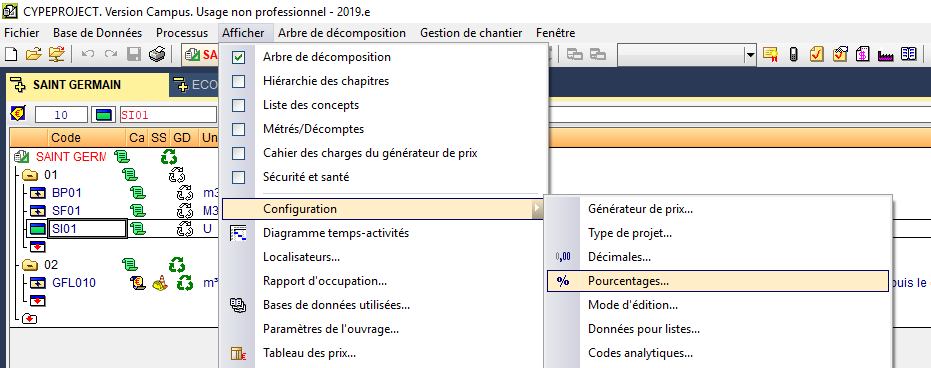 CYPEPROJECT. Version Campus. Usage non professionnel - 2019.e
Fichier Base de Données Processus Afficher Arbre de décomposition Gestion de chantier Fenêtre
SA
SAINT GERMAIN ECO
10 SI01
Code Ca SS GD Un
SAINT GERM
01
BP01 m3
SF01 M3
SI01 U
02
GFL010 m³ puis le
Arbre de décomposition
Hiérarchie des chapitres
Liste des concepts
Métrés/Décomptes
Cahier des charges du générateur de prix
Sécurité et santé
Configuration
Diagramme temps-activités
Localisateurs...
Rapport d'occupation...
Bases de données utilisées...
Paramètres de l'ouvrage...
Tableau des prix...
Générateur de prix...
Type de projet...
0,00 Décimales...
% Pourcentages...
Mode d'édition...
Données pour listes...
Codes analytiques...